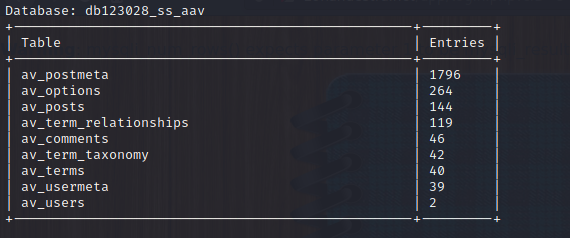 Database: db123028_ss_aav
Table Entries
av_postmeta 1796
av_options 264
av_posts 144
av_term_relationships 119
av_comments 46
av_term_taxonomy 42
av_terms 40
av_usermeta 39
av_users 2